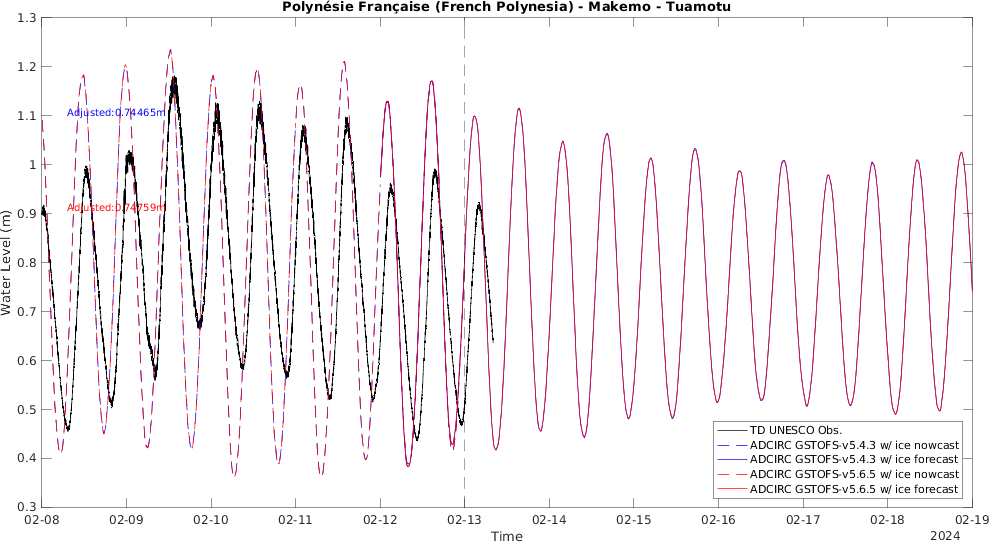 Polynésie Française (French Polynesia) - Makemo - Tuamotu
1.3
1.2
1.1
1
0.9
0.8
0.7
0.6
0.5
0.4
0.3
Water Level (m)
Adjusted:0.74465m
Adjusted:0.74759m
TD UNESCO Obs.
ADCIRC GSTOFS-v5.4.3 w/ ice nowcast
ADCIRC GSTOFS-v5.4.3 w/ ice forecast
ADCIRC GSTOFS-v5.6.5 w/ ice nowcast
ADCIRC GSTOFS-v5.6.5 w/ ice forecast
02-08 02-09 02-10 02-11 02-12 02-13 02-14 02-15 02-16 02-17 02-18 02-19
Time
2024